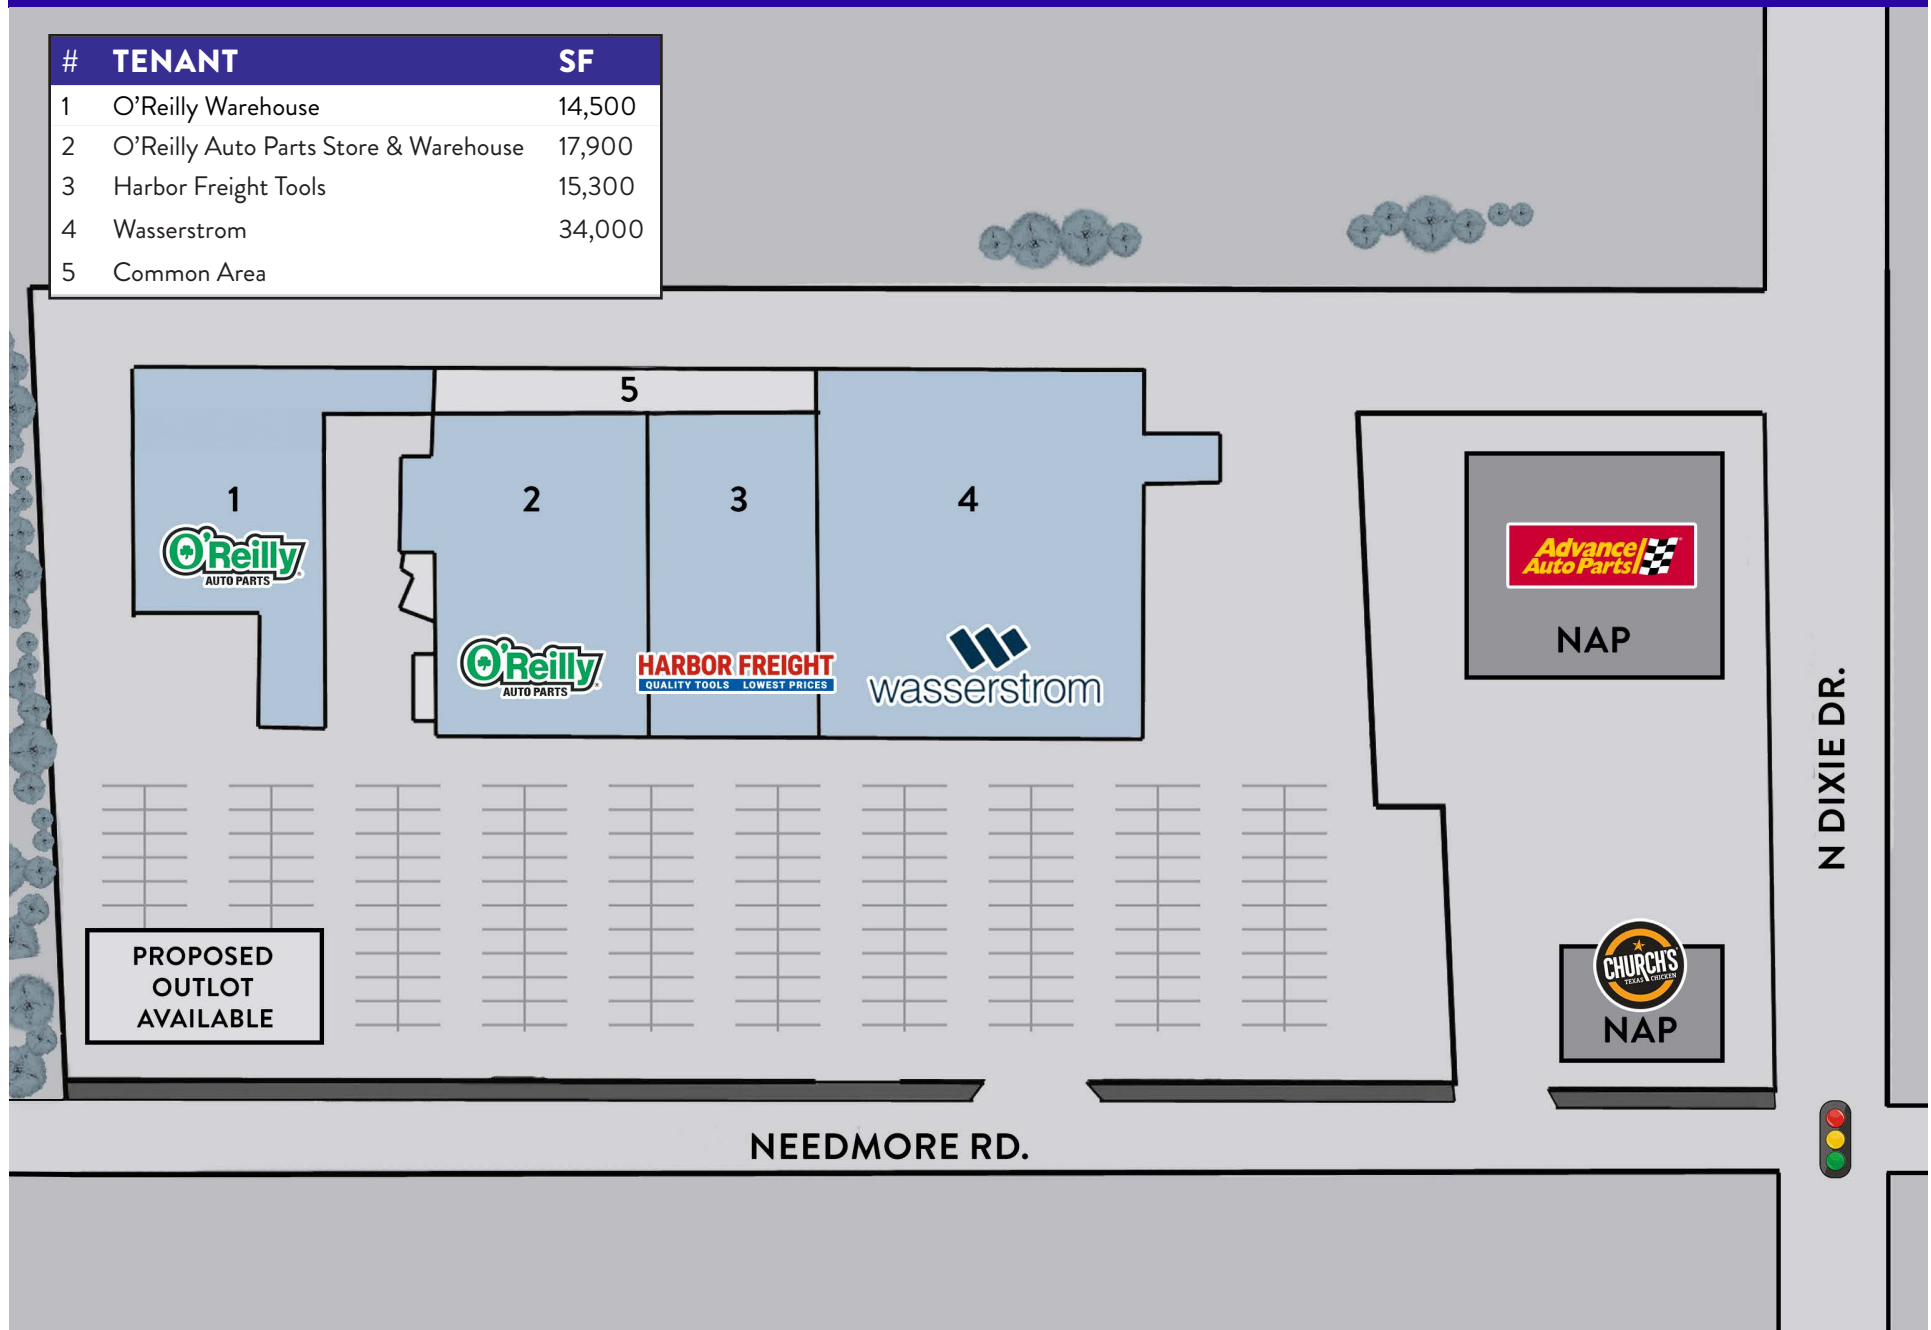 # TENANT SF
1 O'Reilly Warehouse 14,500
2 O'Reilly Auto Parts Store & Warehouse 17,900
3 Harbor Freight Tools 15,300
4 Wasserstrom 34,000
5 Common Area
5
1
2
3
4
O'Reilly
AUTO PARTS
O'Reilly
AUTO PARTS
HARBOR FREIGHT
QUALITY TOOLS LOWEST PRICES
wasserstrom
Advance
Auto Parts
NAP
N DIXIE DR.
PROPOSED
OUTLOT
AVAILABLE
CHURCH'S
TEXAS CHICKEN
NAP
NEEDMORE RD.